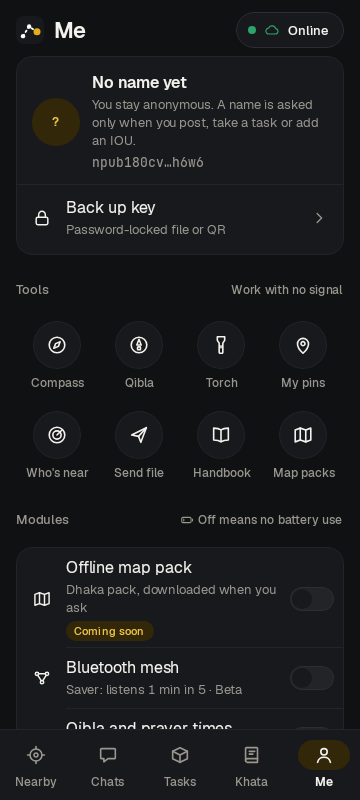 Me
Online
No name yet
?
You stay anonymous. A name is asked
only when you post, take a task or add
an IOU.
npub180cv…h6w6
Back up key
Password-locked file or QR
Tools
Work with no signal
Compass
Qibla
Torch
My pins
Who's near
Send file
Handbook
Map packs
Modules
Off means no battery use
Offline map pack
Dhaka pack, downloaded when you
ask
Coming soon
Bluetooth mesh
Saver: listens 1 min in 5 · Beta
Qibla and prayer times
Nearby
Chats
Tasks
Khata
Me